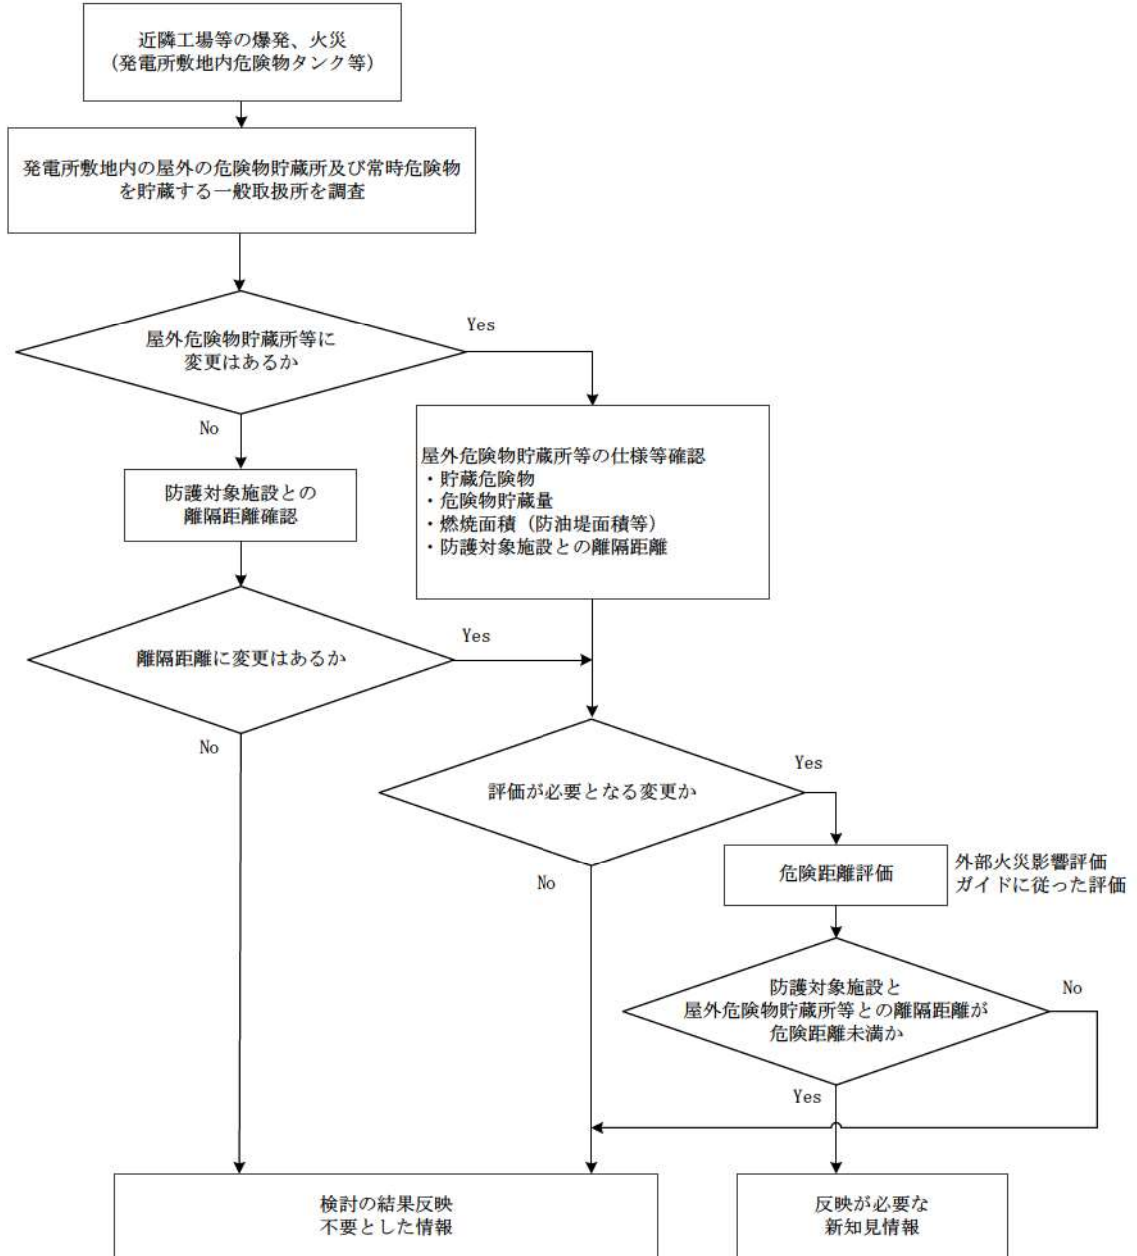 近隣工場等の爆発、火災
（発電所敷地内危険物タンク等）
発電所敷地内の屋外の危険物貯蔵所及び常時危険物
を貯蔵する一般取扱所を調査
屋外危険物貯蔵所等に
変更はあるか
Yes
No
屋外危険物貯蔵所等の仕様等確認
・貯蔵危険物
・危険物貯蔵量
・燃焼面積（防油堤面積等）
・防護対象施設との離隔距離
防護対象施設との
離隔距離確認
離隔距離に変更はあるか
Yes
No
評価が必要となる変更か
Yes
No
危険距離評価
外部火災影響評価
ガイドに従った評価
防護対象施設と
屋外危険物貯蔵所等との離隔距離が
危険距離未満か
No
Yes
検討の結果反映
不要とした情報
反映が必要な
新知見情報